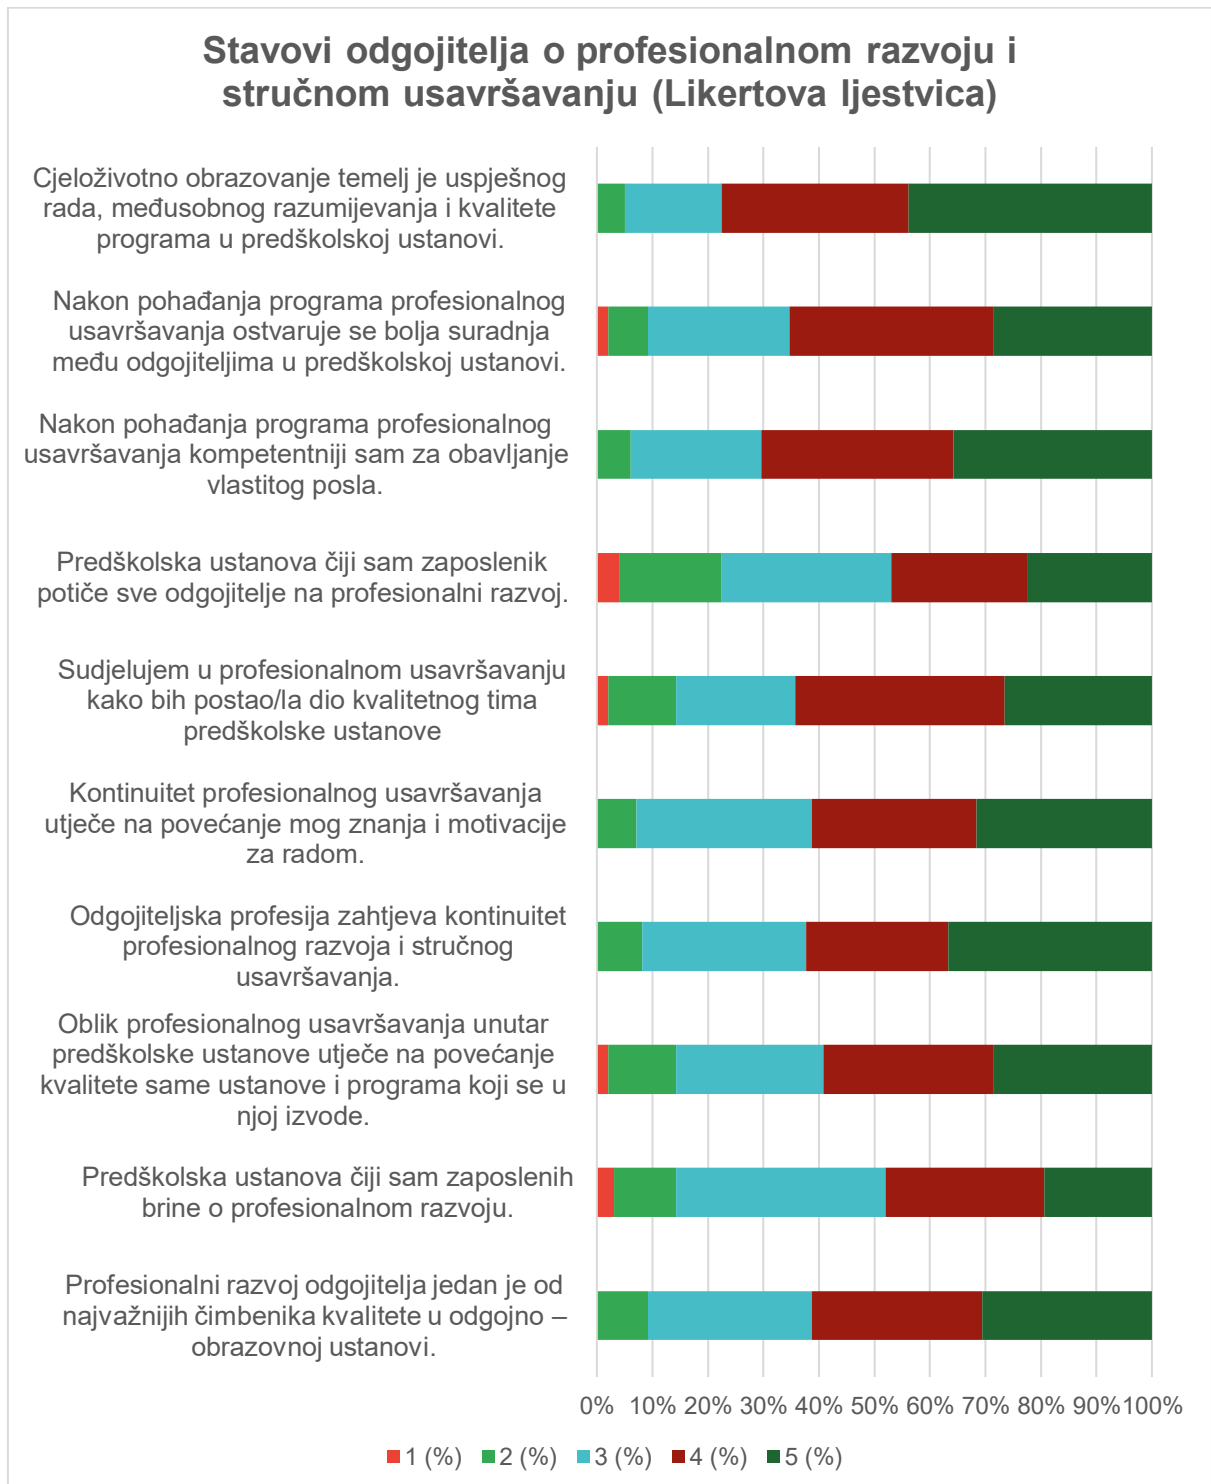 Stavovi odgojitelja o profesionalnom razvoju i
stručnom usavršavanju (Likertova ljestvica)
Cjeloživotno obrazovanje temelj je uspješnog
rada, međusobnog razumijevanja i kvalitete
programa u predškolskoj ustanovi.
Nakon pohađanja programa profesionalnog
usavršavanja ostvaruje se bolja suradnja
među odgojiteljima u predškolskoj ustanovi.
Nakon pohađanja programa profesionalnog
usavršavanja kompetentniji sam za obavljanje
vlastitog posla.
Predškolska ustanova čiji sam zaposlenik
potiče sve odgojitelje na profesionalni razvoj.
Sudjelujem u profesionalnom usavršavanju
kako bih postao/la dio kvalitetnog tima
predškolske ustanove
Kontinuitet profesionalnog usavršavanja
utječe na povećanje mog znanja i motivacije
za radom.
Odgojiteljska profesija zahtjeva kontinuitet
profesionalnog razvoja i stručnog
usavršavanja.
Oblik profesionalnog usavršavanja unutar
predškolske ustanove utječe na povećanje
kvalitete same ustanove i programa koji se u
njoj izvode.
Predškolska ustanova čiji sam zaposlenih
brine o profesionalnom razvoju.
Profesionalni razvoj odgojitelja jedan je od
najvažnijih čimbenika kvalitete u odgojno –
obrazovnoj ustanovi.
0% 10% 20% 30% 40% 50% 60% 70% 80% 90% 100%
1 (%) 2 (%) 3 (%) 4 (%) 5 (%)